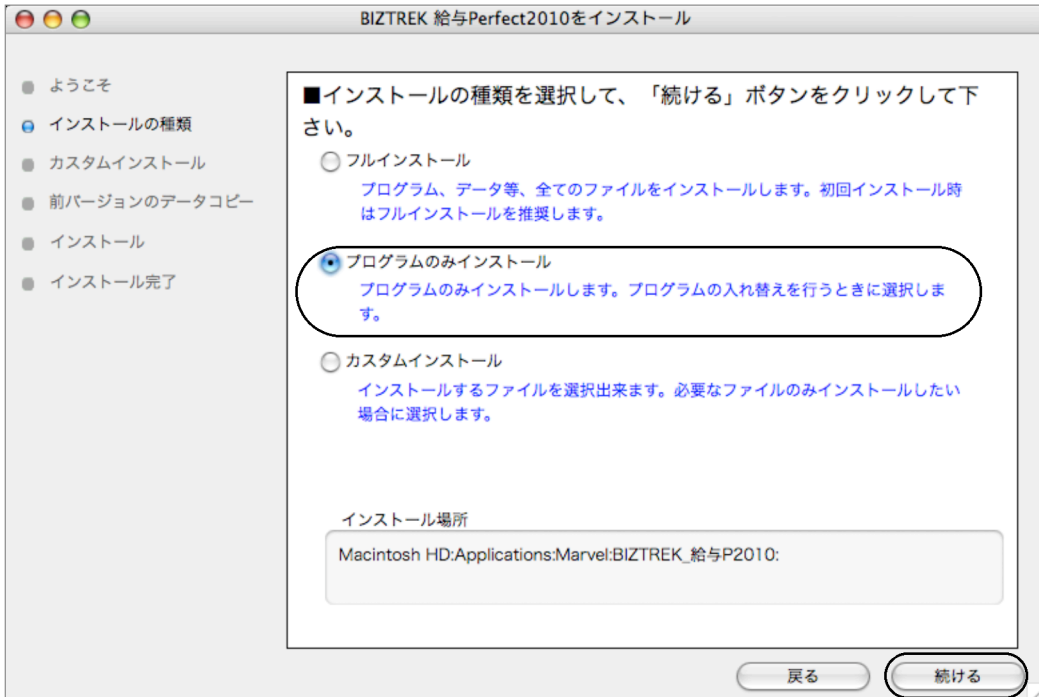 BIZTREK 給与Perfect2010をインストール
ようこそ
インストールの種類
カスタムインストール
前バージョンのデータコピー
インストール
インストール完了
■インストールの種類を選択して、「続ける」ボタンをクリックして下
さい。
フルインストール
プログラム、データ等、全てのファイルをインストールします。初回インストール時
はフルインストールを推奨します。
プログラムのみインストール
プログラムのみインストールします。プログラムの入れ替えを行うときに選択しま
す。
カスタムインストール
インストールするファイルを選択出来ます。必要なファイルのみインストールしたい
場合に選択します。
インストール場所
Macintosh HD:Applications:Marvel:BIZTREK_給与P2010:
戻る
続ける